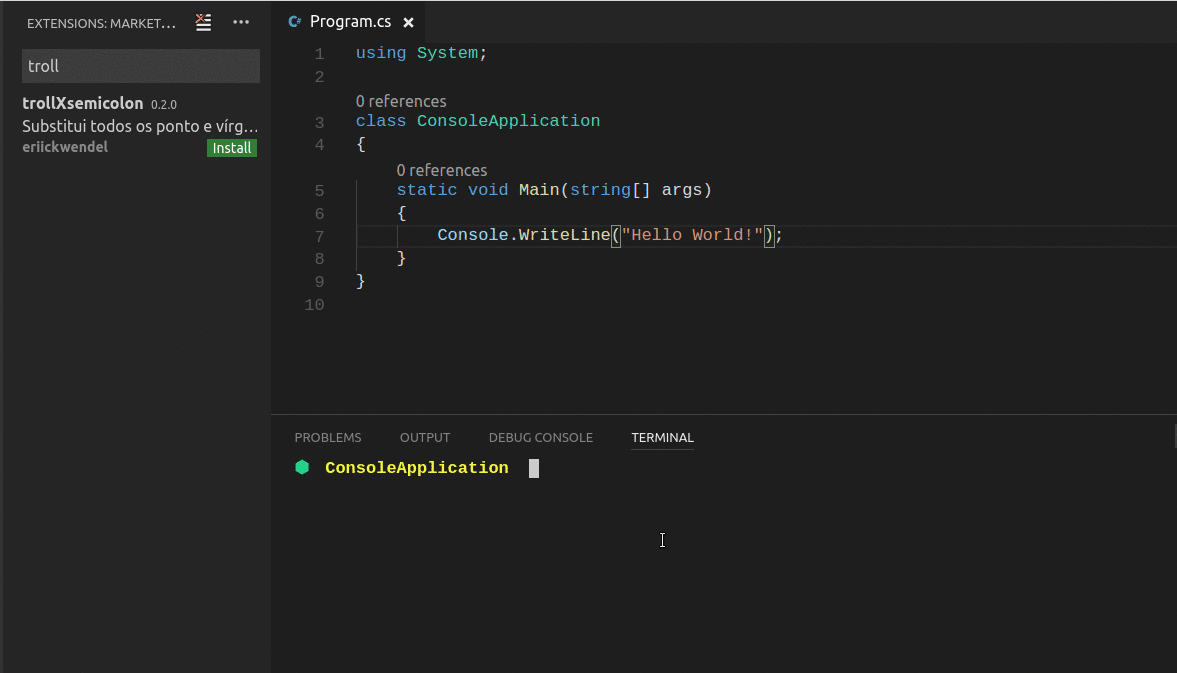 EXTENSIONS: MARKET...
troll
trollXsemicolon 0.2.0
Substitui todos os ponto e vírg...
eriickwendel
Install
C# Program.cs
1 using System;
2
0 references
3 class ConsoleApplication
4 {
0 references
5 static void Main(string[] args)
6 {
7 Console.WriteLine("Hello World!");
8 }
9 }
10
PROBLEMS OUTPUT DEBUG CONSOLE TERMINAL
ConsoleApplication